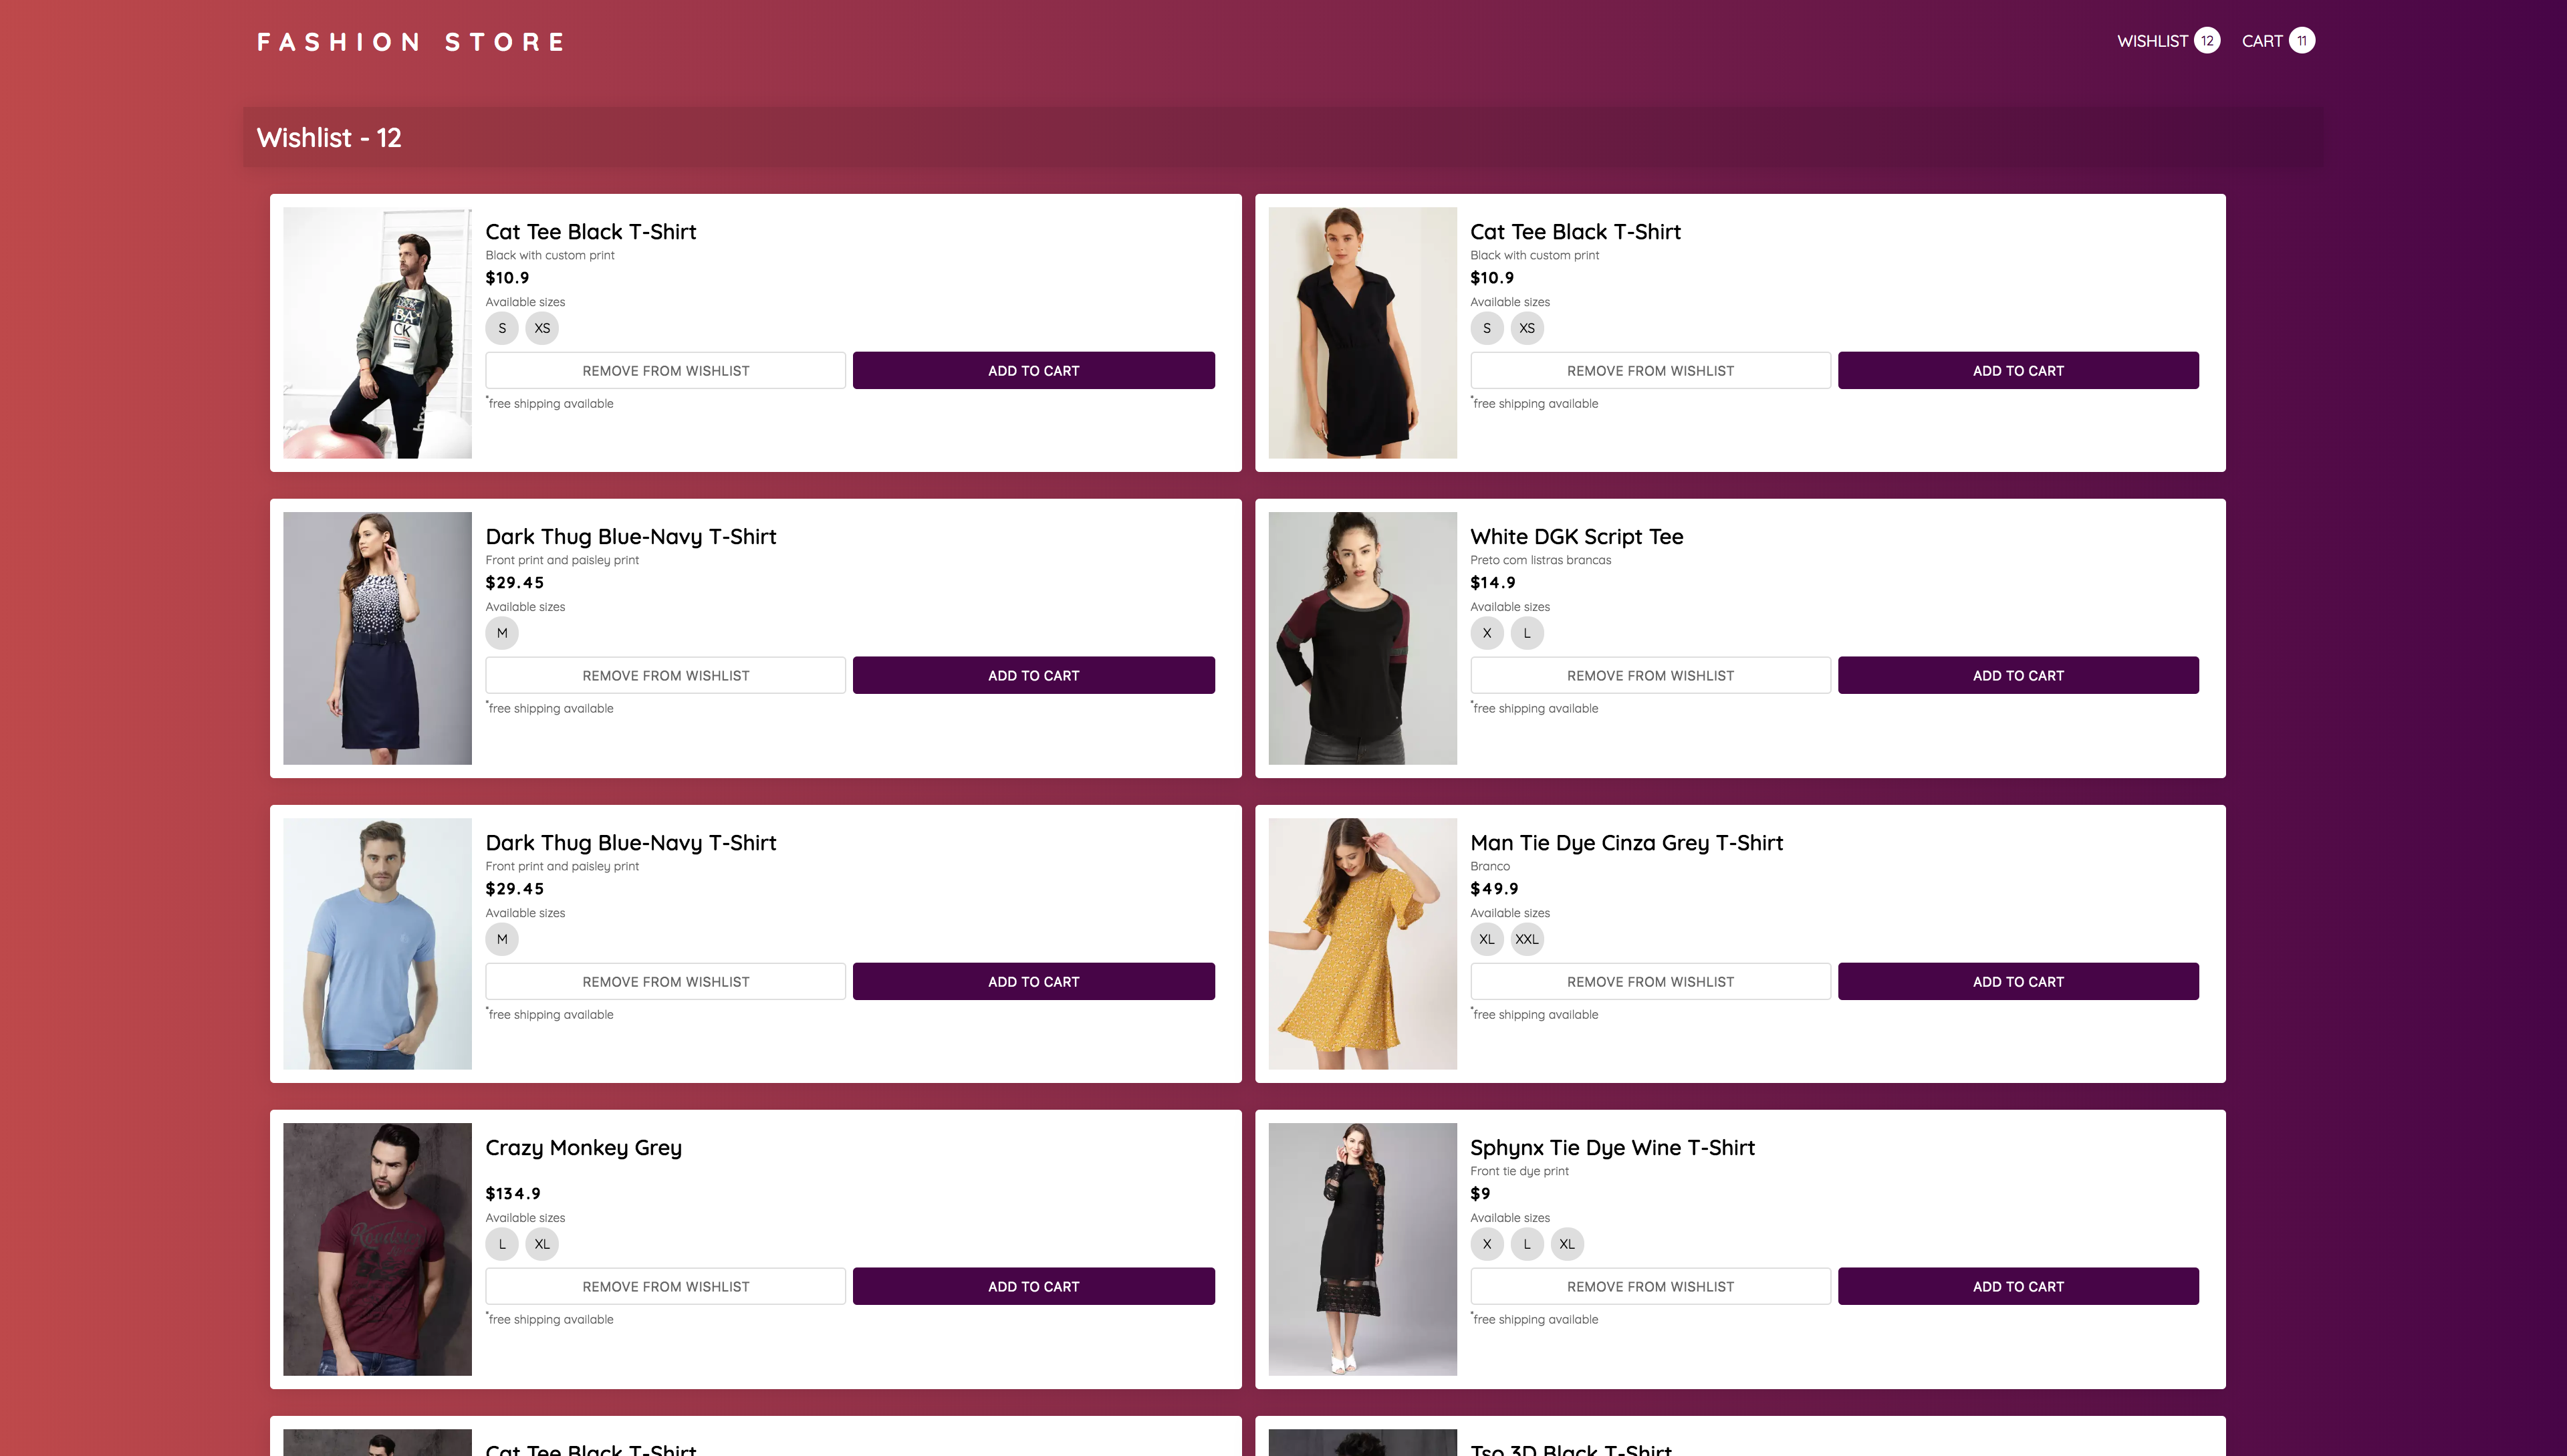 FASHION STORE
WISHLIST 12 CART 11
Wishlist - 12
Cat Tee Black T-Shirt
Black with custom print
$10.9
Available sizes
S XS
REMOVE FROM WISHLIST ADD TO CART
*free shipping available
Cat Tee Black T-Shirt
Black with custom print
$10.9
Available sizes
S XS
REMOVE FROM WISHLIST ADD TO CART
*free shipping available
Dark Thug Blue-Navy T-Shirt
Front print and paisley print
$29.45
Available sizes
M
REMOVE FROM WISHLIST ADD TO CART
*free shipping available
White DGK Script Tee
Preto com listras brancas
$14.9
Available sizes
X L
REMOVE FROM WISHLIST ADD TO CART
*free shipping available
Dark Thug Blue-Navy T-Shirt
Front print and paisley print
$29.45
Available sizes
M
REMOVE FROM WISHLIST ADD TO CART
*free shipping available
Man Tie Dye Cinza Grey T-Shirt
Branco
$49.9
Available sizes
XL XXL
REMOVE FROM WISHLIST ADD TO CART
*free shipping available
Crazy Monkey Grey
$134.9
Available sizes
L XL
REMOVE FROM WISHLIST ADD TO CART
*free shipping available
Sphynx Tie Dye Wine T-Shirt
Front tie dye print
$9
Available sizes
X L XL
REMOVE FROM WISHLIST ADD TO CART
*free shipping available
Cat Tee Black T-Shirt
Tso 3D Black T-Shirt